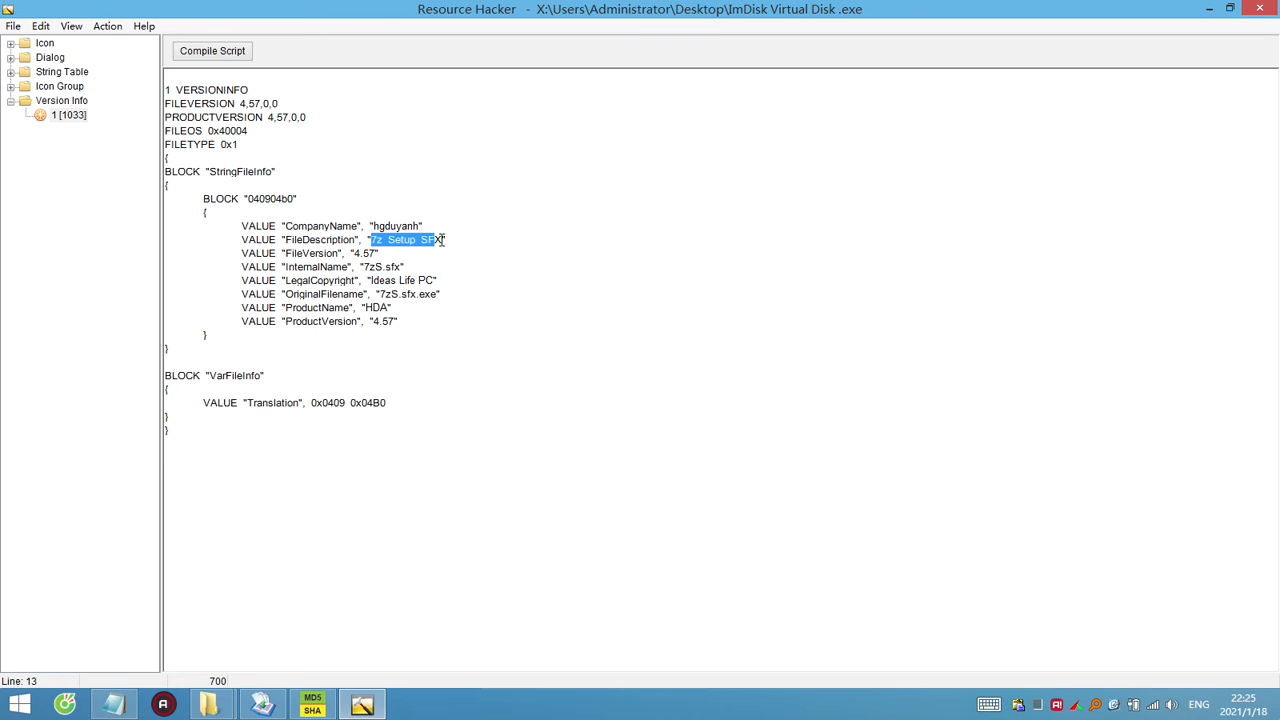 Resource Hacker - X:\Users\Administrator\Desktop\ImDisk Virtual Disk .exe
File Edit View Action Help
Icon
Dialog
String Table
Icon Group
Version Info
1 [1033]
Compile Script
1 VERSIONINFO
FILEVERSION 4,57,0,0
PRODUCTVERSION 4,57,0,0
FILEOS 0x40004
FILETYPE 0x1
{
BLOCK "StringFileInfo"
{
BLOCK "040904b0"
{
VALUE "CompanyName", "hgduyanh"
VALUE "FileDescription", "7z Setup SFX"
VALUE "FileVersion", "4.57"
VALUE "InternalName", "7zS.sfx"
VALUE "LegalCopyright", "Ideas Life PC"
VALUE "OriginalFilename", "7zS.sfx.exe"
VALUE "ProductName", "HDA"
VALUE "ProductVersion", "4.57"
}
}
BLOCK "VarFileInfo"
{
VALUE "Translation", 0x0409 0x04B0
}
}
Line: 13 700
MD5
SHA
ENG
22:25
2021/1/18